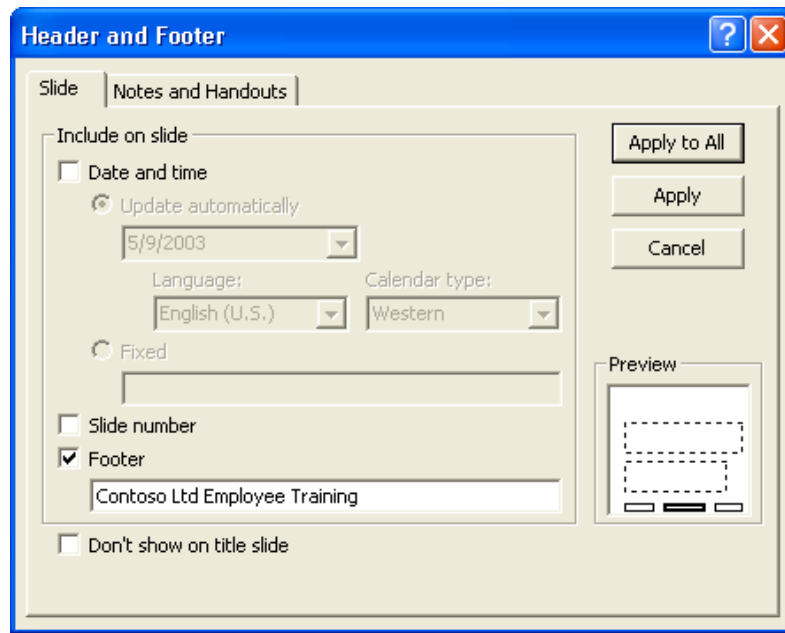 Header and Footer
Slide
Notes and Handouts
Include on slide
Date and time
Update automatically
5/9/2003
Language:
Calendar type:
English (U.S.)
Western
Fixed
Slide number
Footer
Contoso Ltd Employee Training
Don't show on title slide
Apply to All
Apply
Cancel
Preview